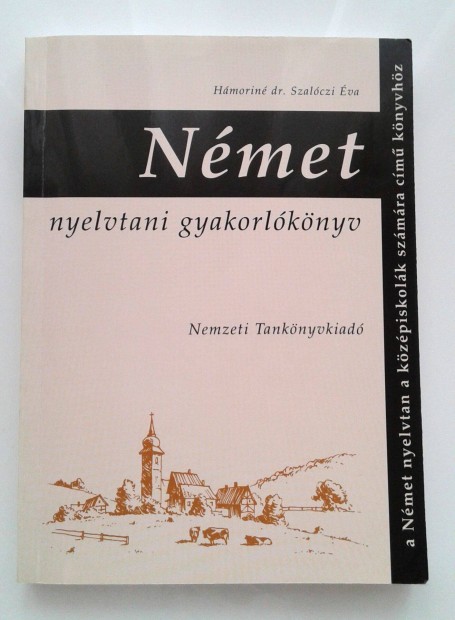 Hámoriné dr. Szalóczi Éva
Német
nyelvtani gyakorlókönyv
Nemzeti Tankönyvkiadó
a Német nyelvtan a középiskolák számára című könyvhöz